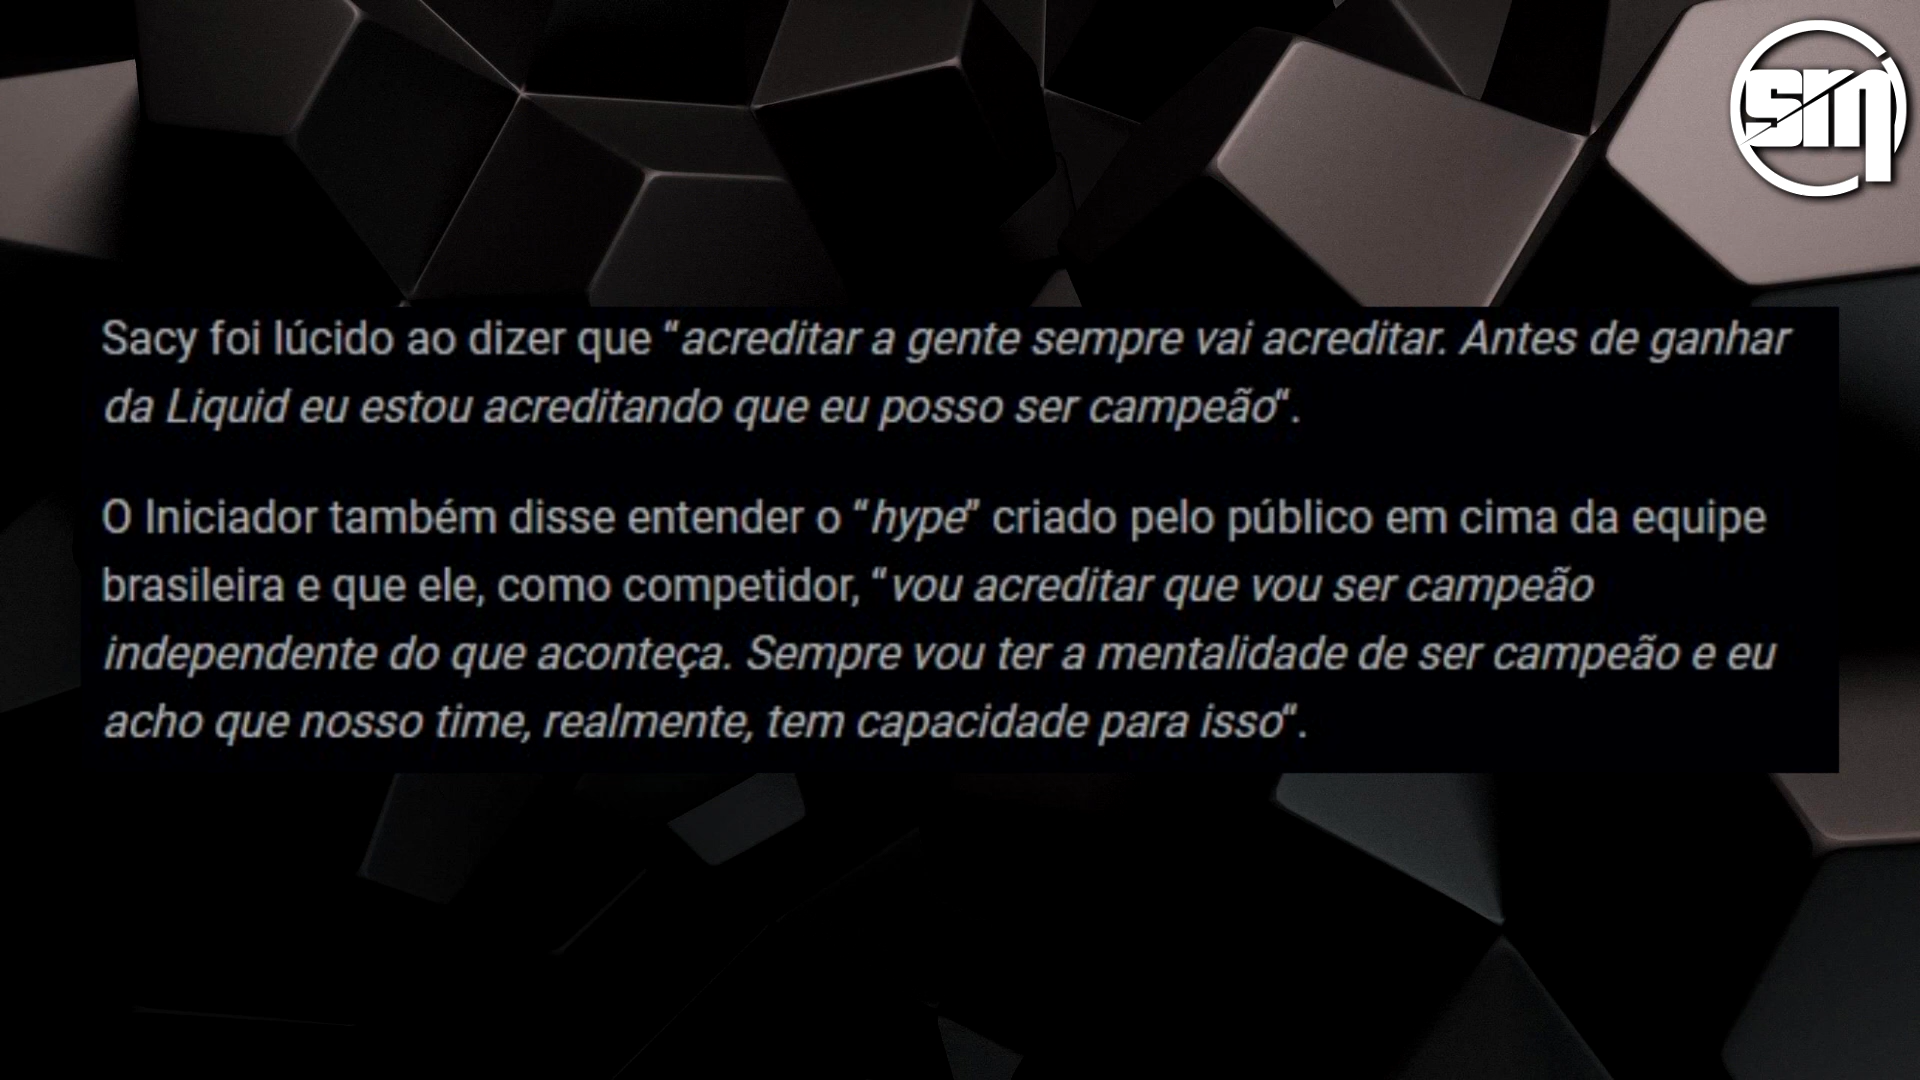 sm
Sacy foi lúcido ao dizer que “acreditar a gente sempre vai acreditar. Antes de ganhar
da Liquid eu estou acreditando que eu posso ser campeão“.
O Iniciador também disse entender o “hype” criado pelo público em cima da equipe
brasileira e que ele, como competidor, “vou acreditar que vou ser campeão
independente do que aconteça. Sempre vou ter a mentalidade de ser campeão e eu
acho que nosso time, realmente, tem capacidade para isso“.